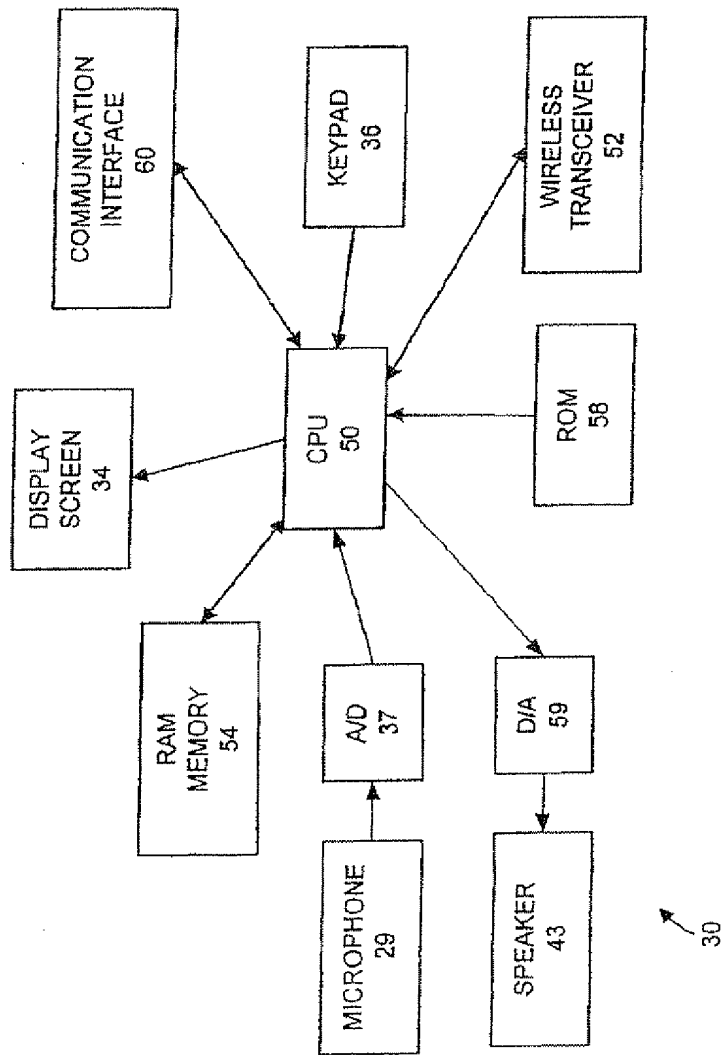 DISPLAY
SCREEN
34
COMMUNICATION
INTERFACE
60
RAM
MEMORY
54
CPU
50
KEYPAD
36
MICROPHONE
29
A/D
37
SPEAKER
43
D/A
59
ROM
58
WIRELESS
TRANSCEIVER
52
30